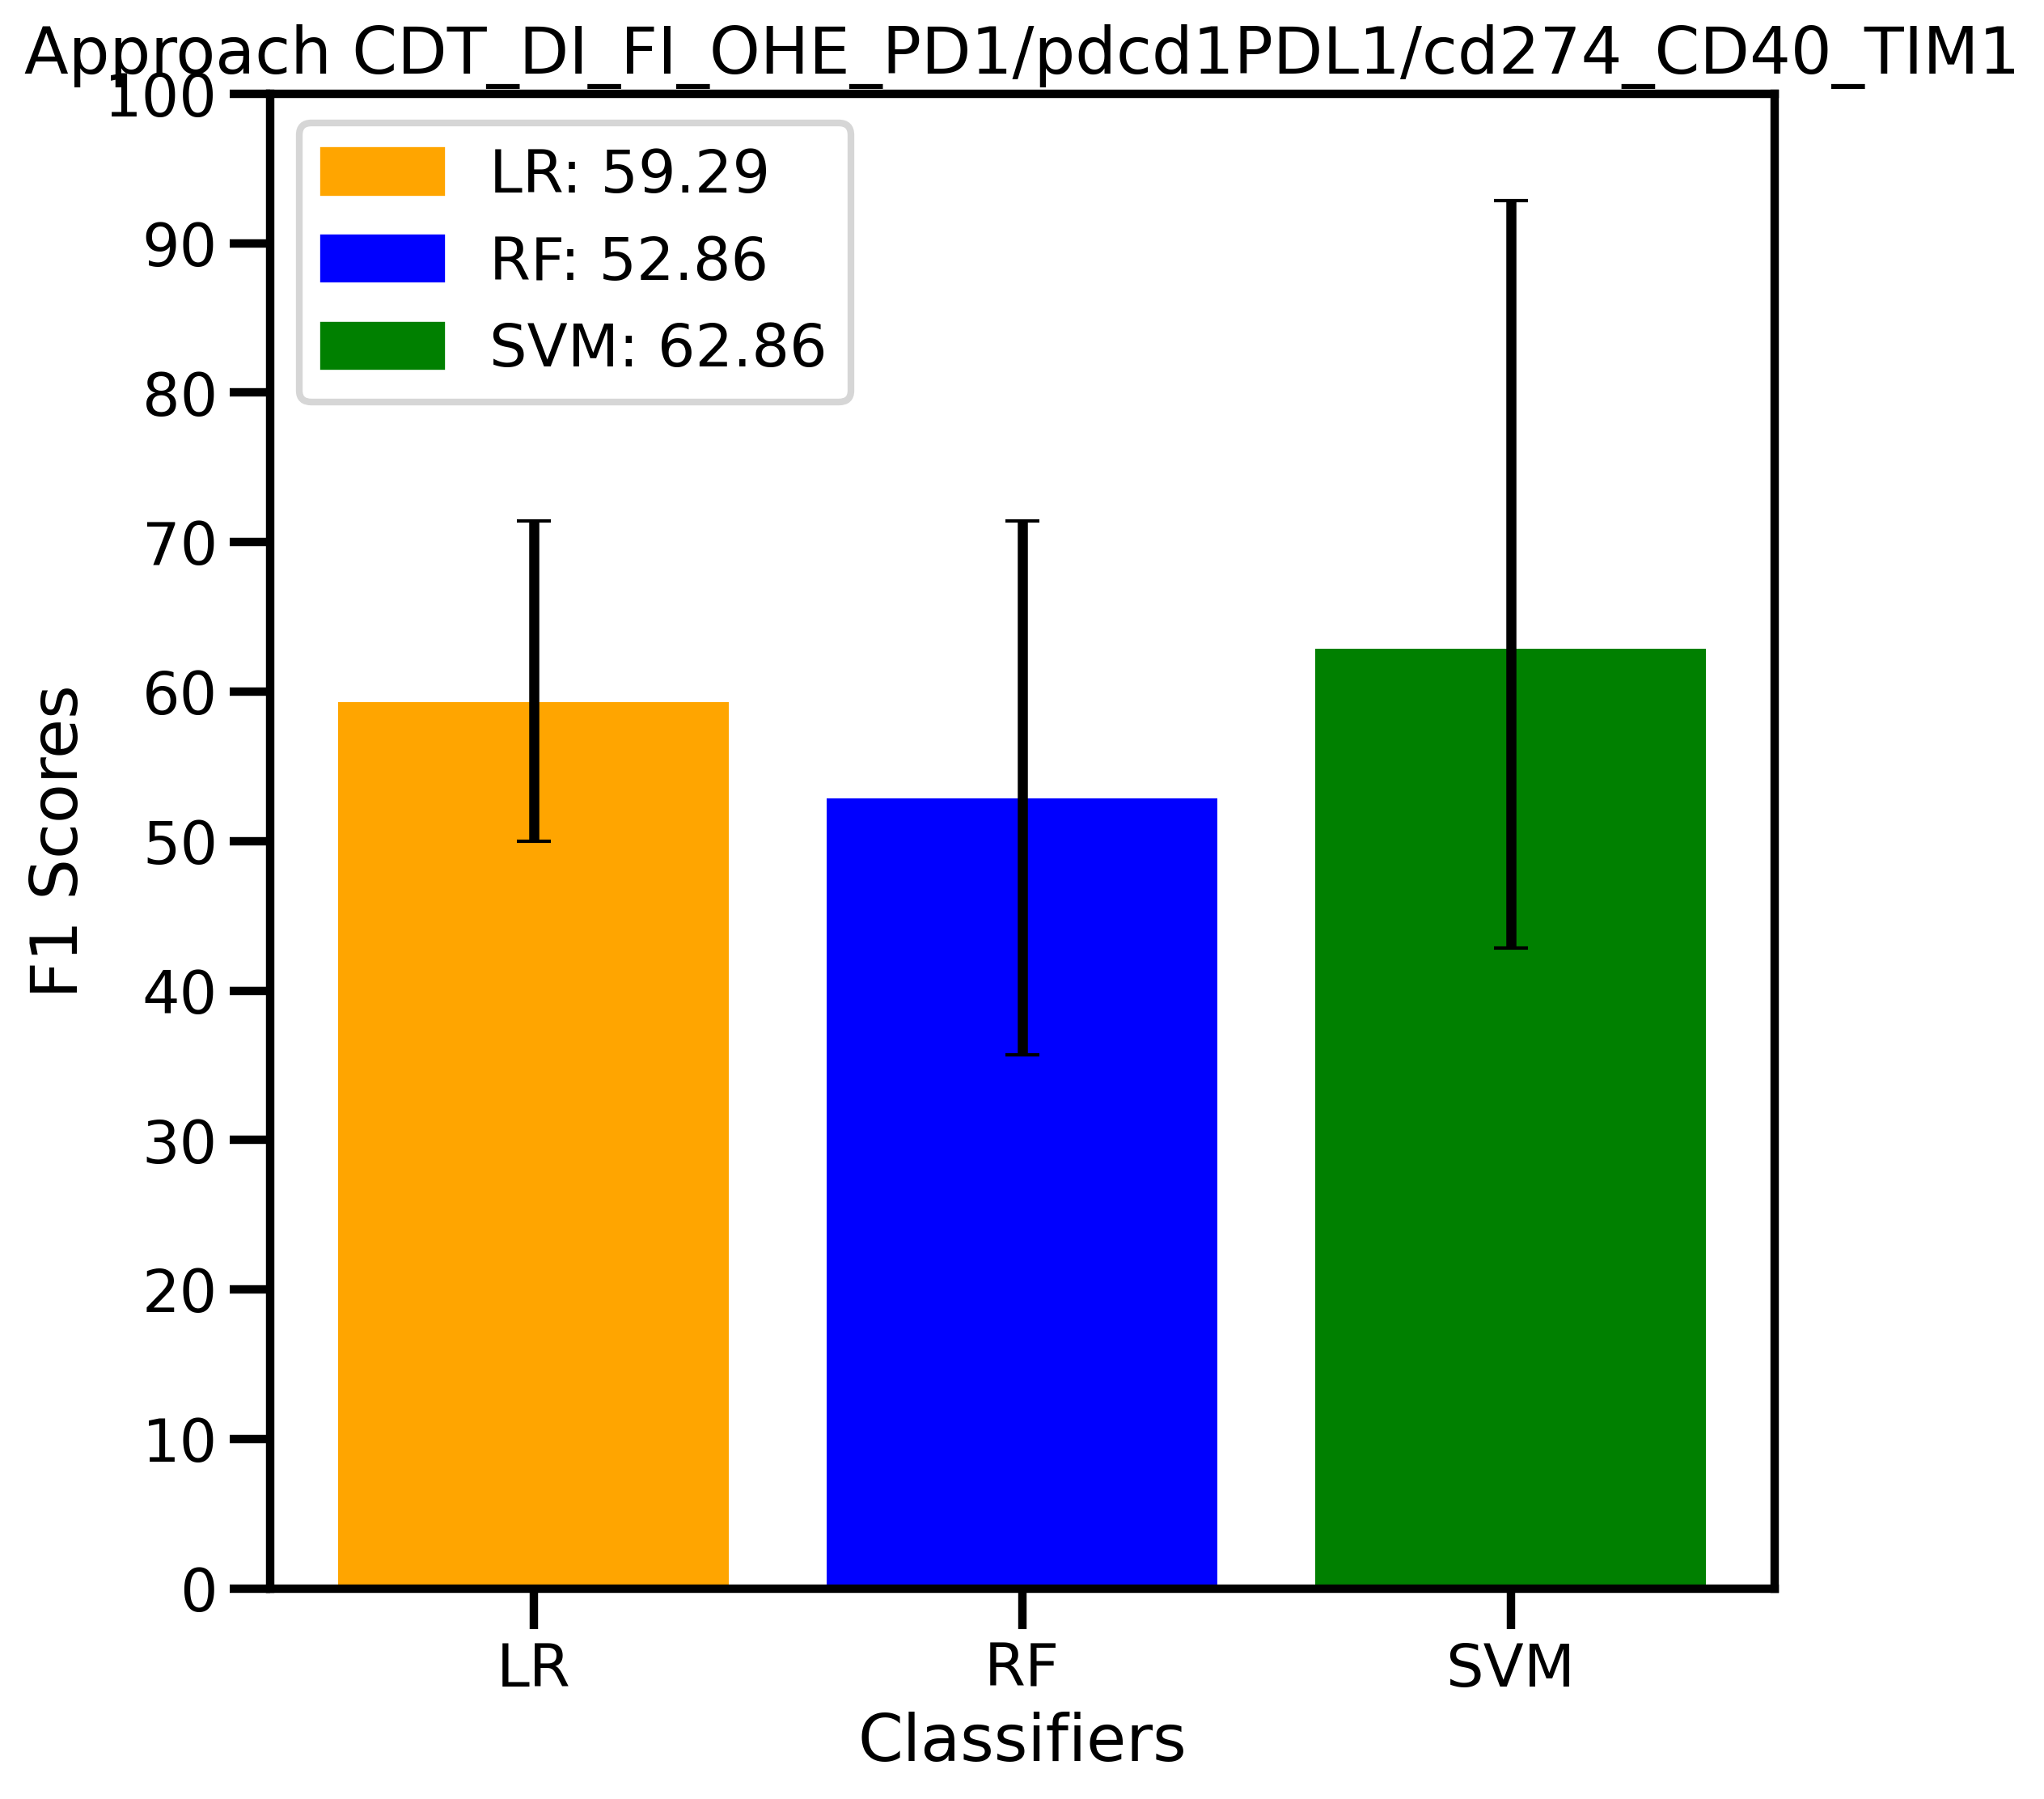 Approach CDT_DI_FI_OHE_PD1/pdcd1PDL1/cd274_CD40_TIM1
100
90
80
70
60
50
40
30
20
10
0
F1 Scores
LR: 59.29
RF: 52.86
SVM: 62.86
LR
RF
SVM
Classifiers